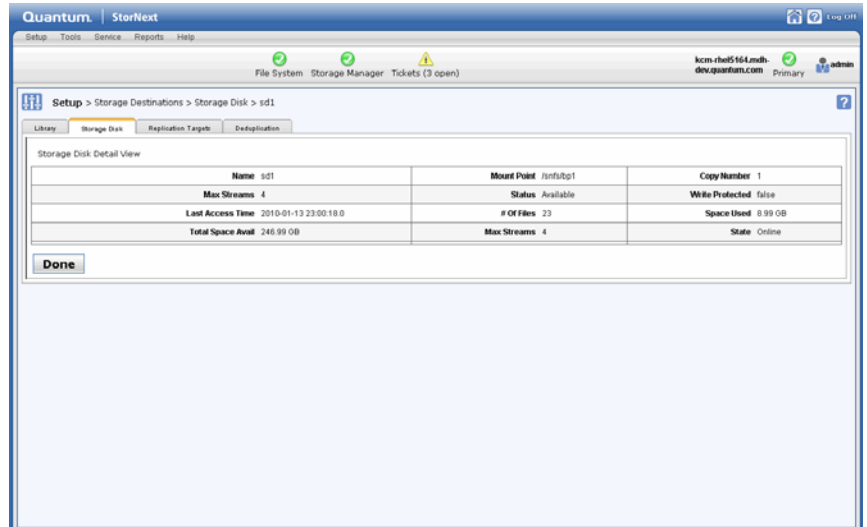 Quantum. StorNext Log Off
Setup Tools Service Reports Help
File System Storage Manager Tickets (3 open)
kcm-rhel5164.mdh-
dev.quantum.com Primary admin
Setup > Storage Destinations > Storage Disk > sd1
Library Storage Disk Replication Targets Deduplication
Storage Disk Detail View
Name sd1 Mount Point /snfs/bp1 Copy Number 1
Max Streams 4 Status Available Write Protected false
Last Access Time 2010-01-13 23:00:18.0 # Of Files 23 Space Used 8.99 GB
Total Space Avail 246.99 GB Max Streams 4 State Online
Done